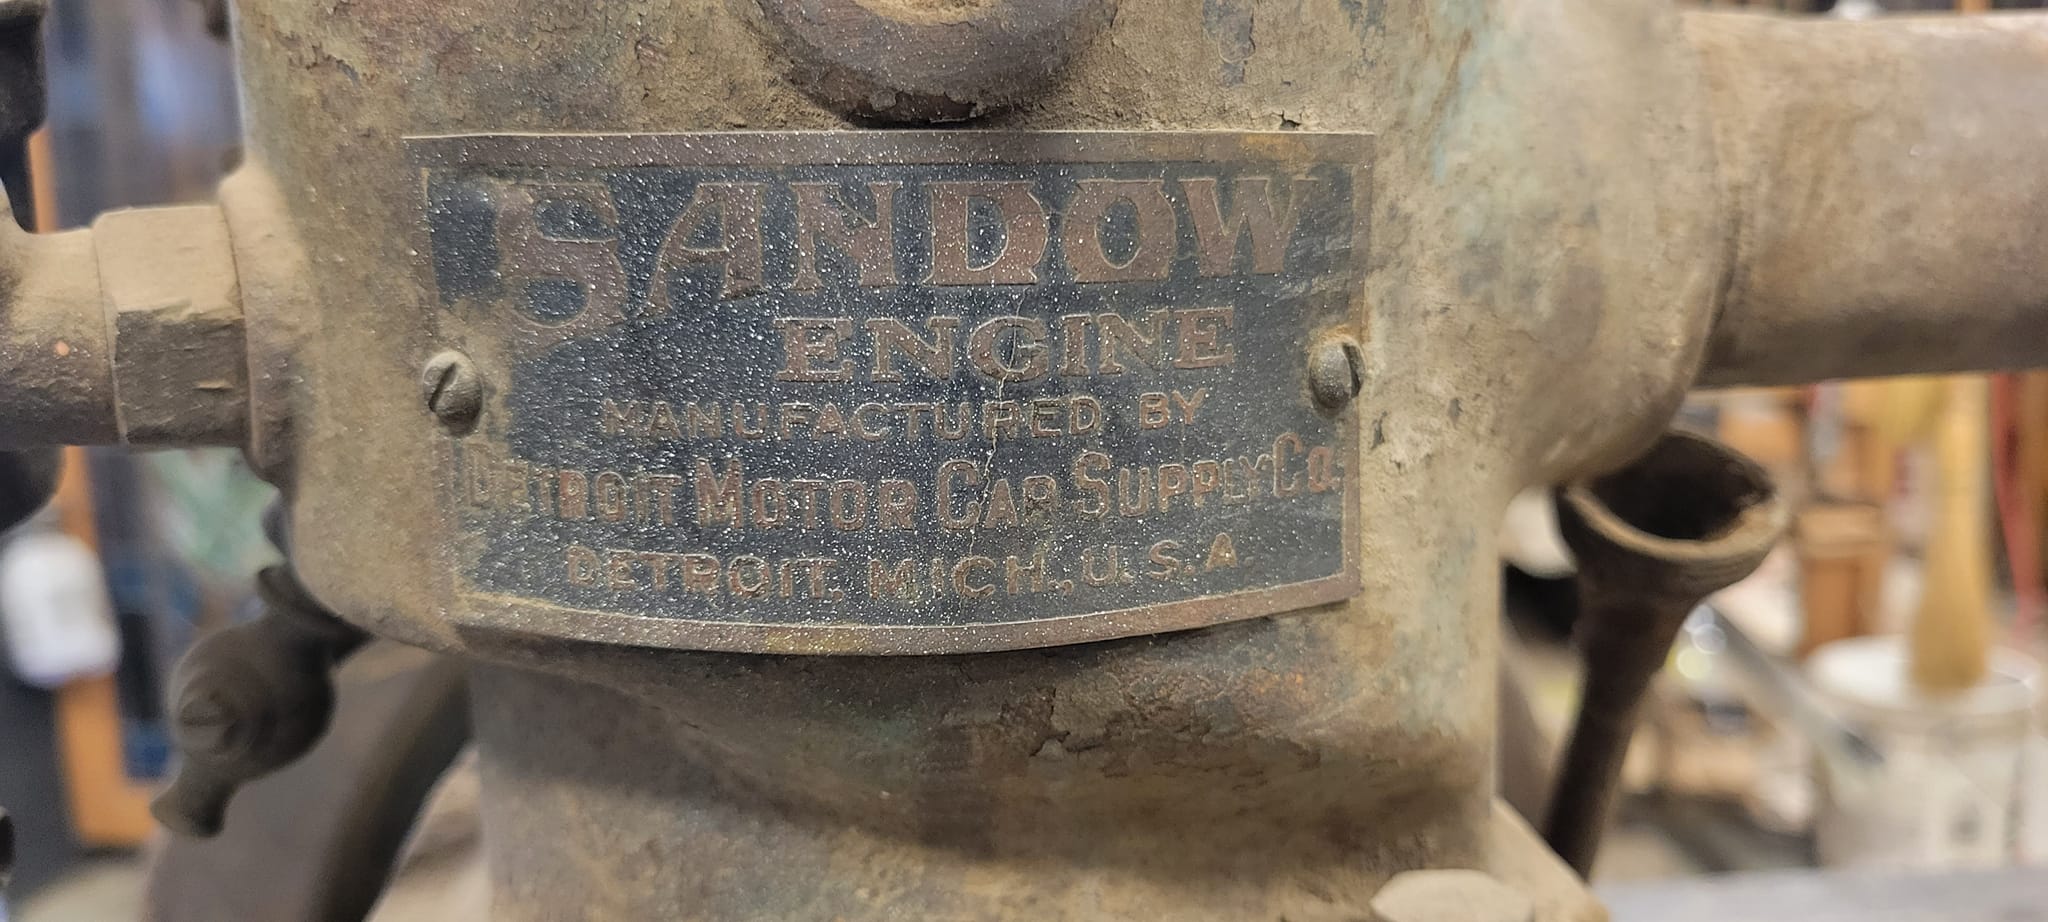 SANDOW
ENGINE
MANUFACTURED BY
DETROIT MOTOR CAR SUPPLY Co.
DETROIT, MICH., U.S.A.